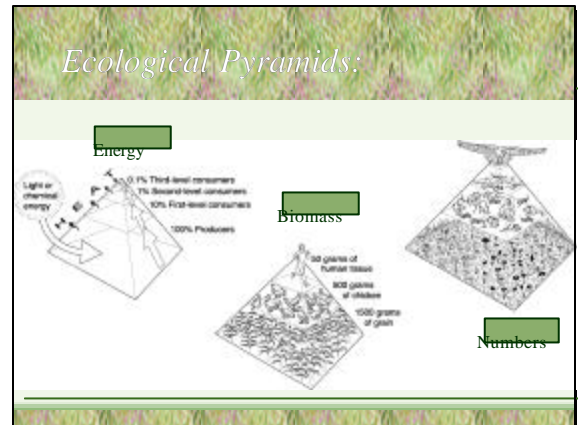 Ecological Pyramids:
Energy
Light or
chemical
energy
0.1% Third-level consumers
1% Second-level consumers
10% First-level consumers
100% Producers
Biomass
50 grams of
human tissue
500 grams
of chicken
1500 grams
of grain
Numbers